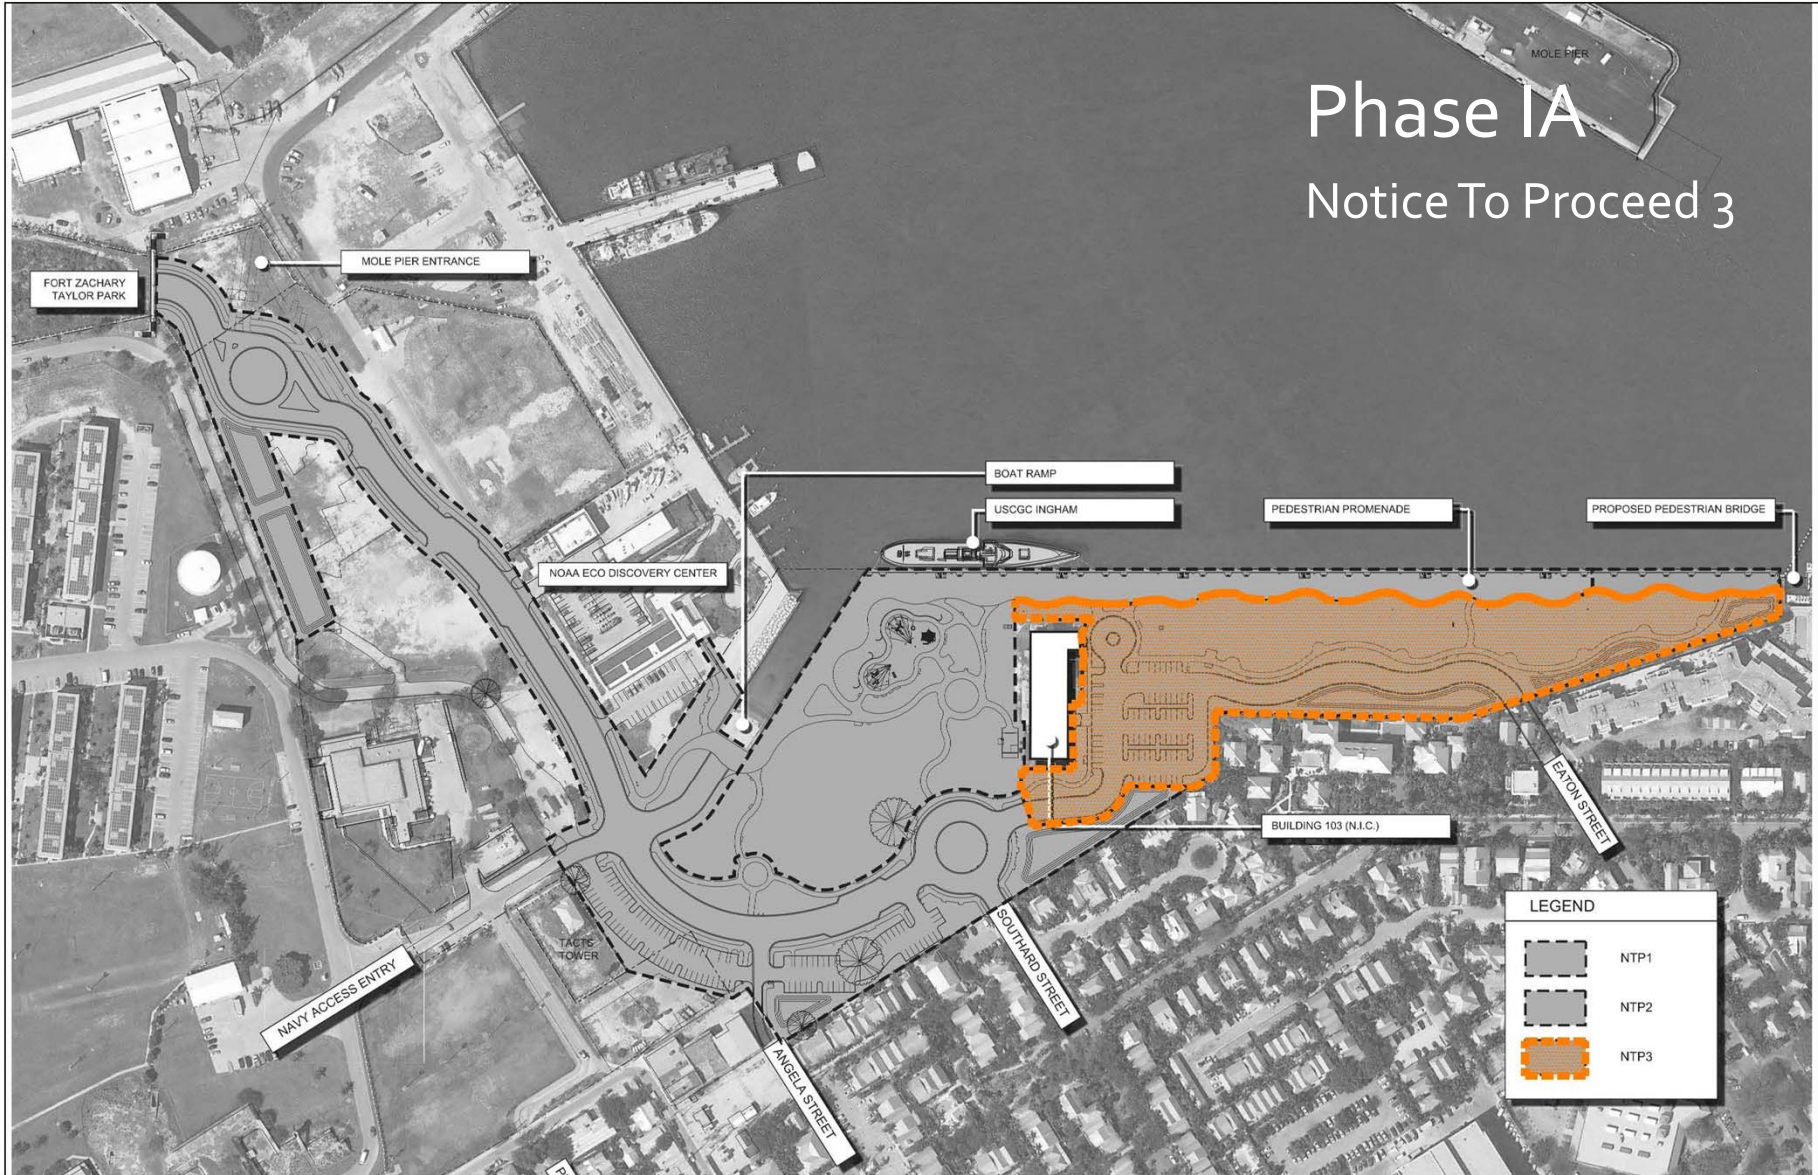 MOLE PIER
Phase IA
Notice To Proceed 3
MOLE PIER ENTRANCE
FORT ZACHARY
TAYLOR PARK
BOAT RAMP
USCGC INGHAM
PEDESTRIAN PROMENADE
PROPOSED PEDESTRIAN BRIDGE
NOAA ECO DISCOVERY CENTER
EATON STREET
BUILDING 103 (N.I.C.)
TACTS
TOWER
SOUTHARD STREET
NAVY ACCESS ENTRY
ANGELA STREET
LEGEND
NTP1
NTP2
NTP3